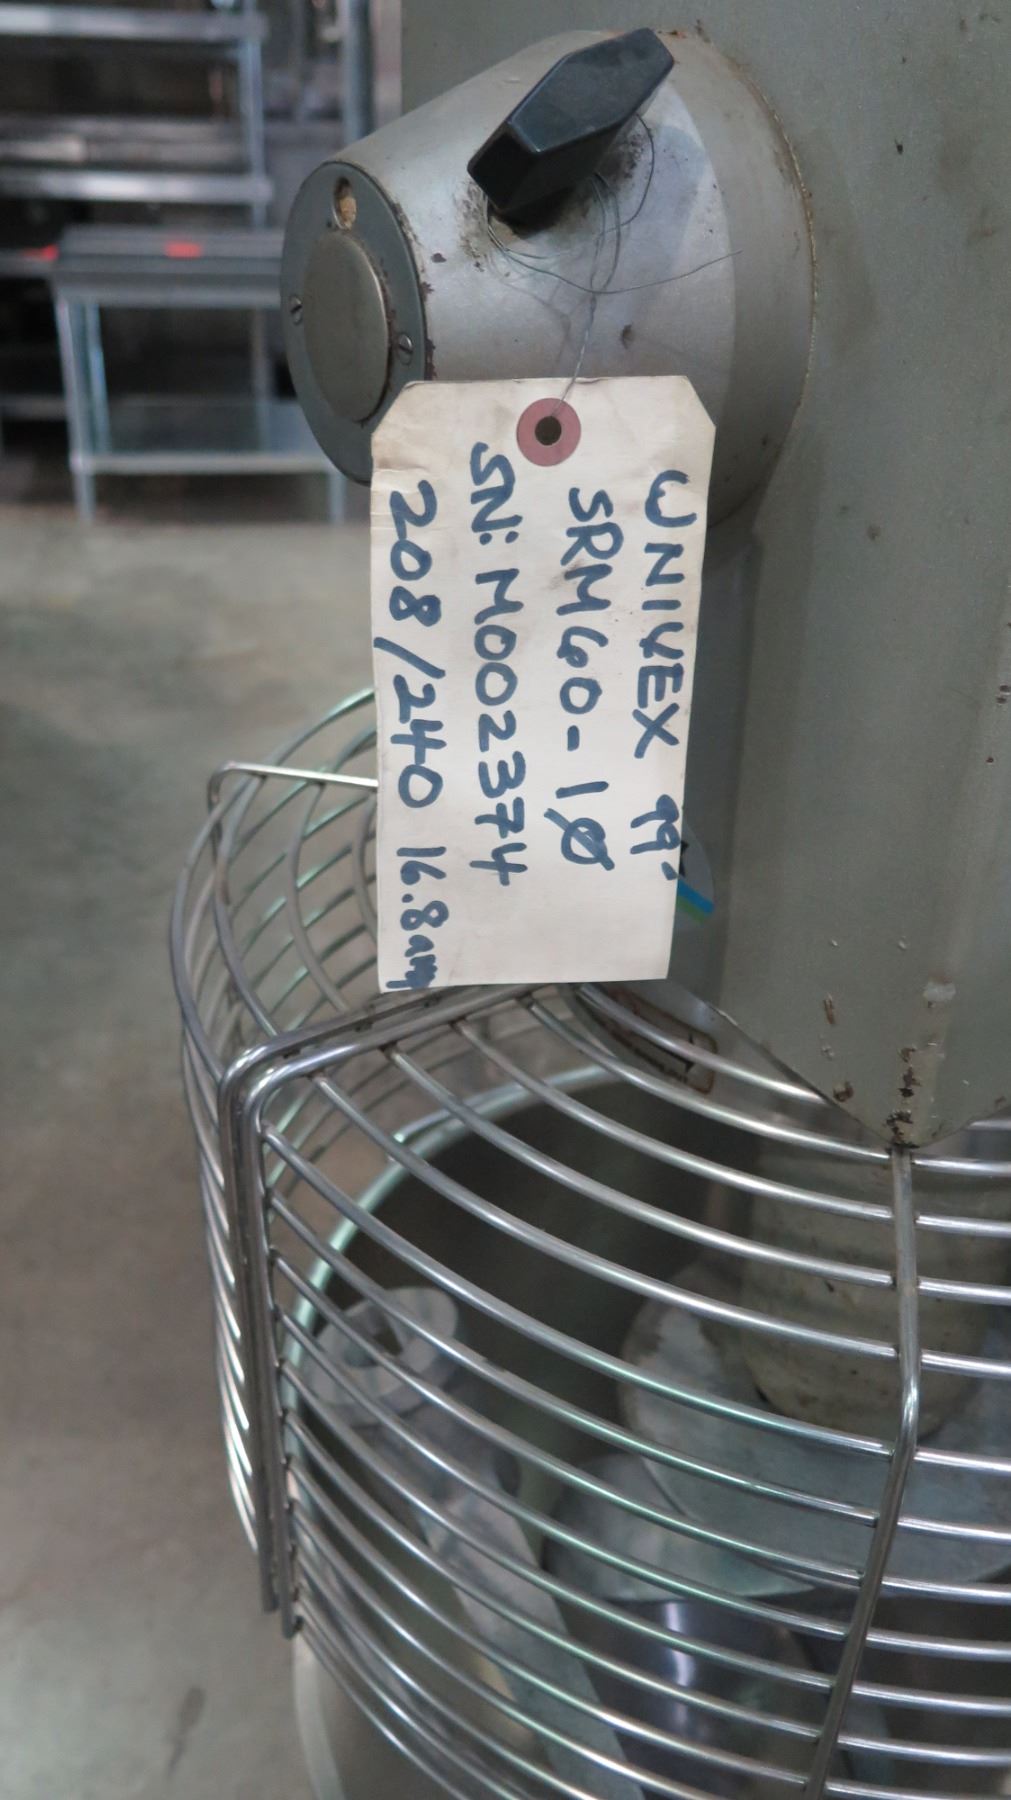 UNIVEX 99-
SRM60-1Ø
SN: M002374
208/240 16.8amp